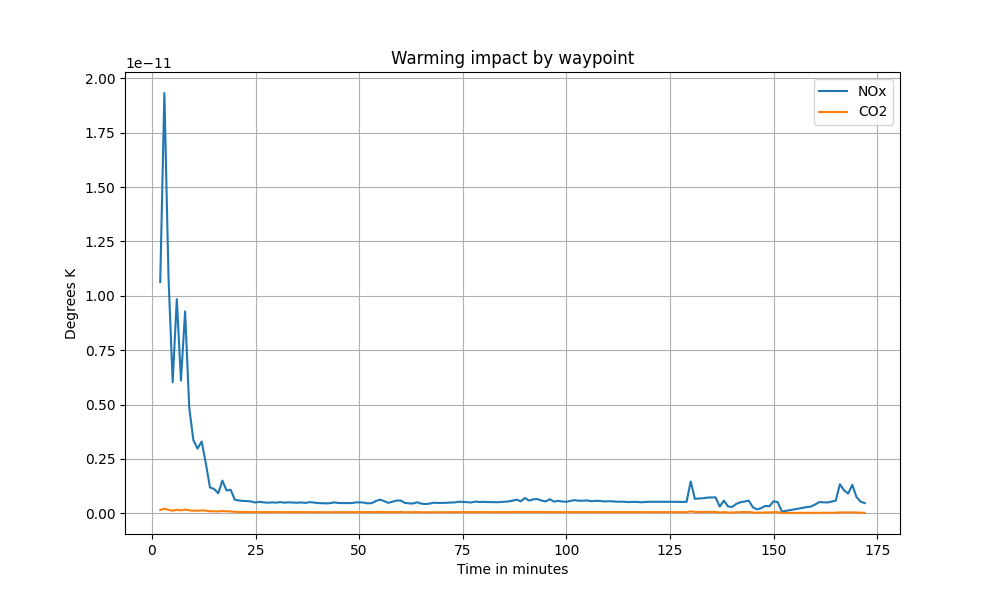 Warming impact by waypoint
1e−11
2.00
1.75
1.50
1.25
1.00
0.75
0.50
0.25
0.00
Degrees K
NOx
CO2
0 25 50 75 100 125 150 175
Time in minutes